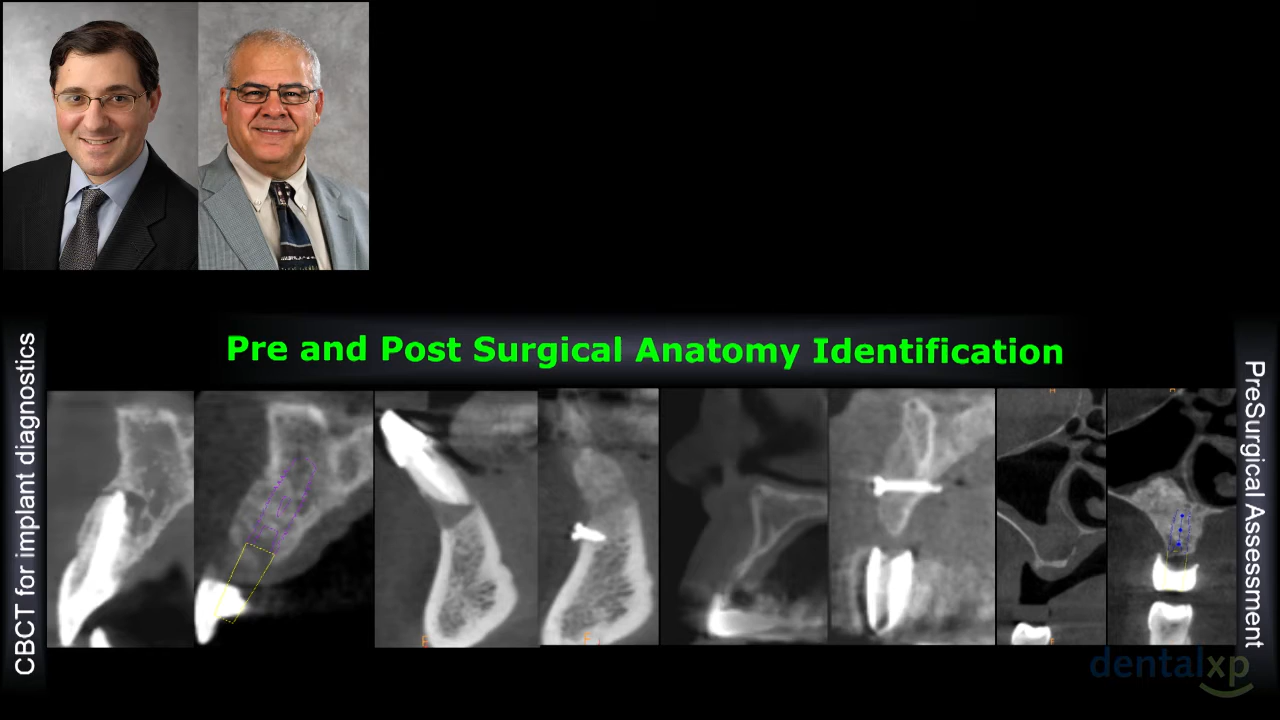 Pre and Post Surgical Anatomy Identification
CBCT for implant diagnostics
PreSurgical Assessment
dentalxp